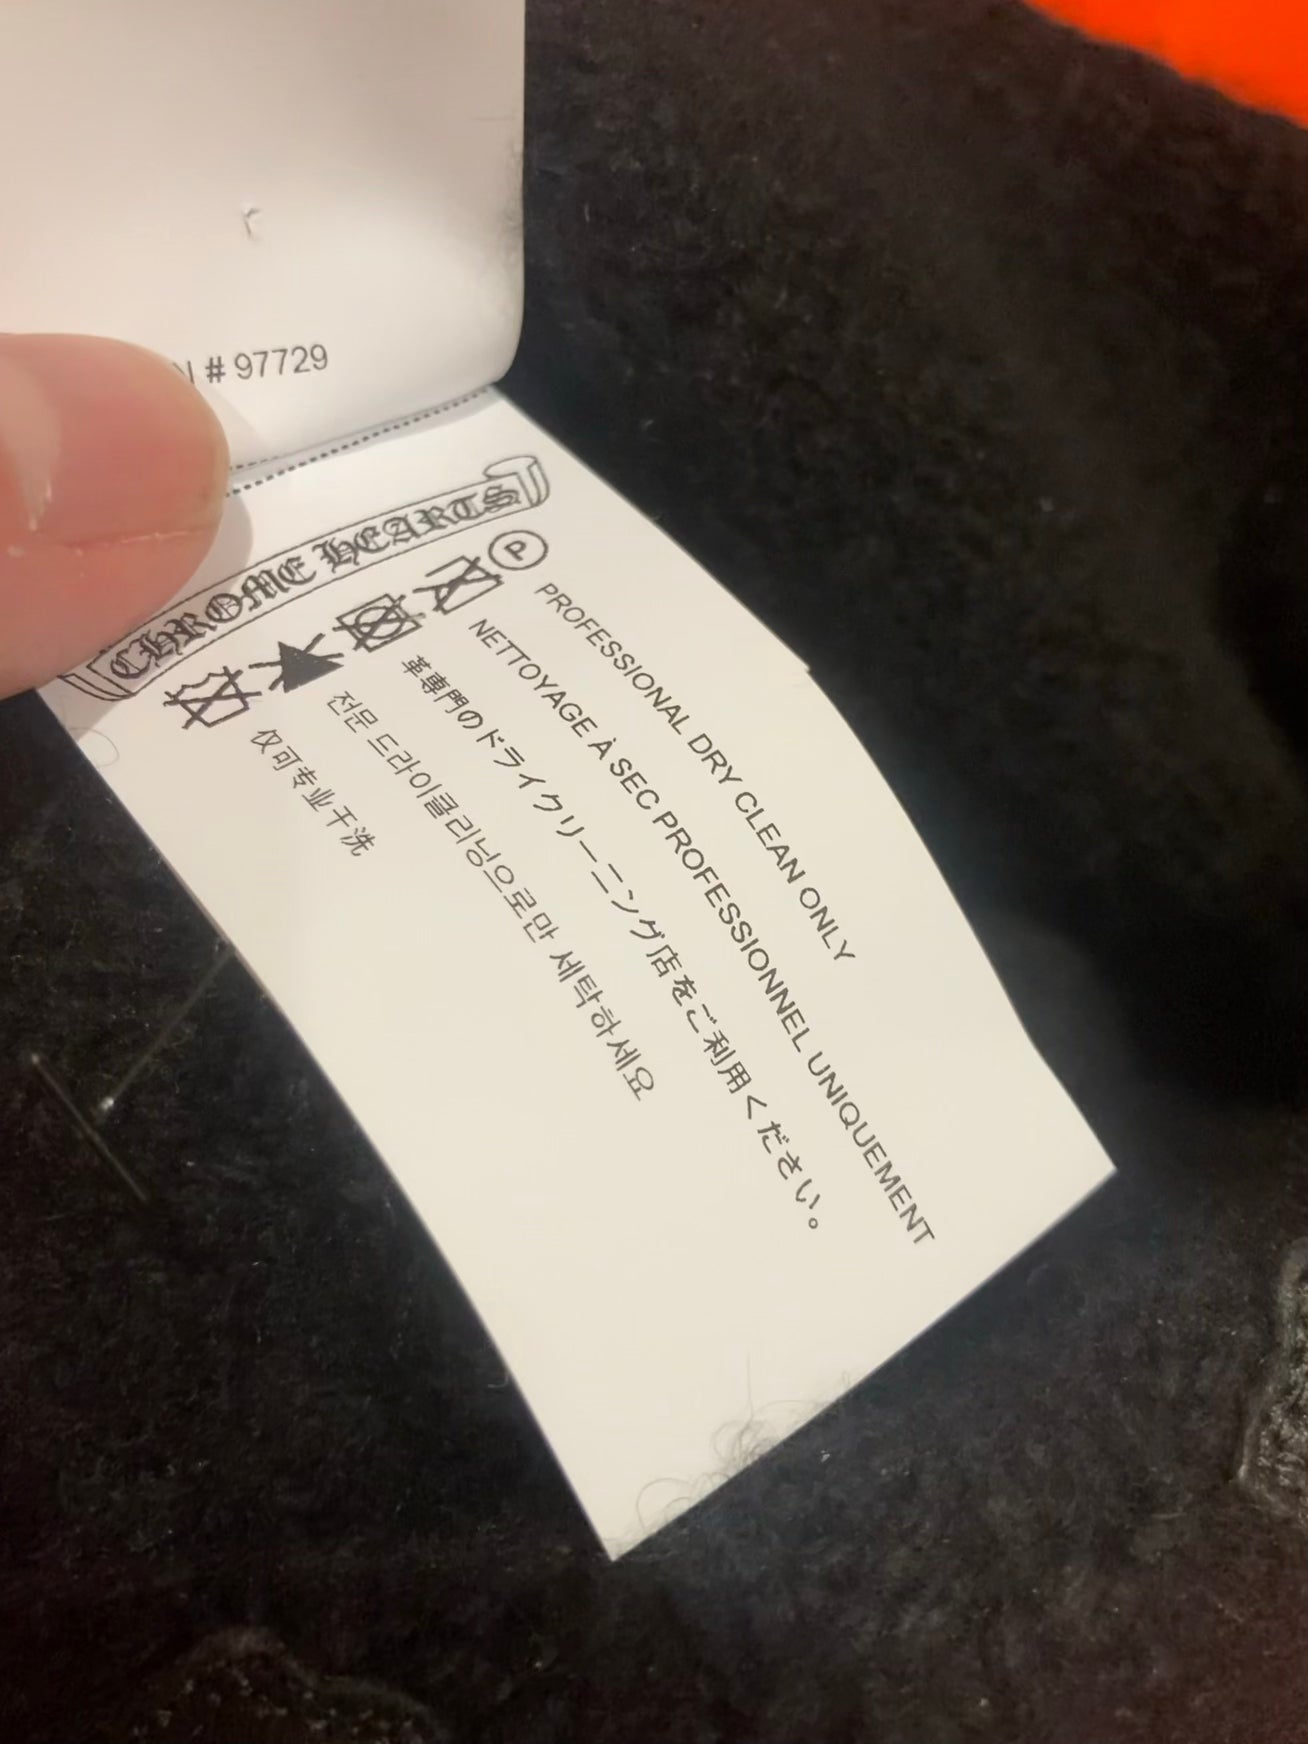 # 97729
CHROME HEARTS
P
PROFESSIONAL DRY CLEAN ONLY
NETTOYAGE À SEC PROFESSIONNEL UNIQUEMENT
革専門のドライクリーニング店をご利用ください。
전문 드라이클리닝으로만 세탁하세요
仅可专业干洗